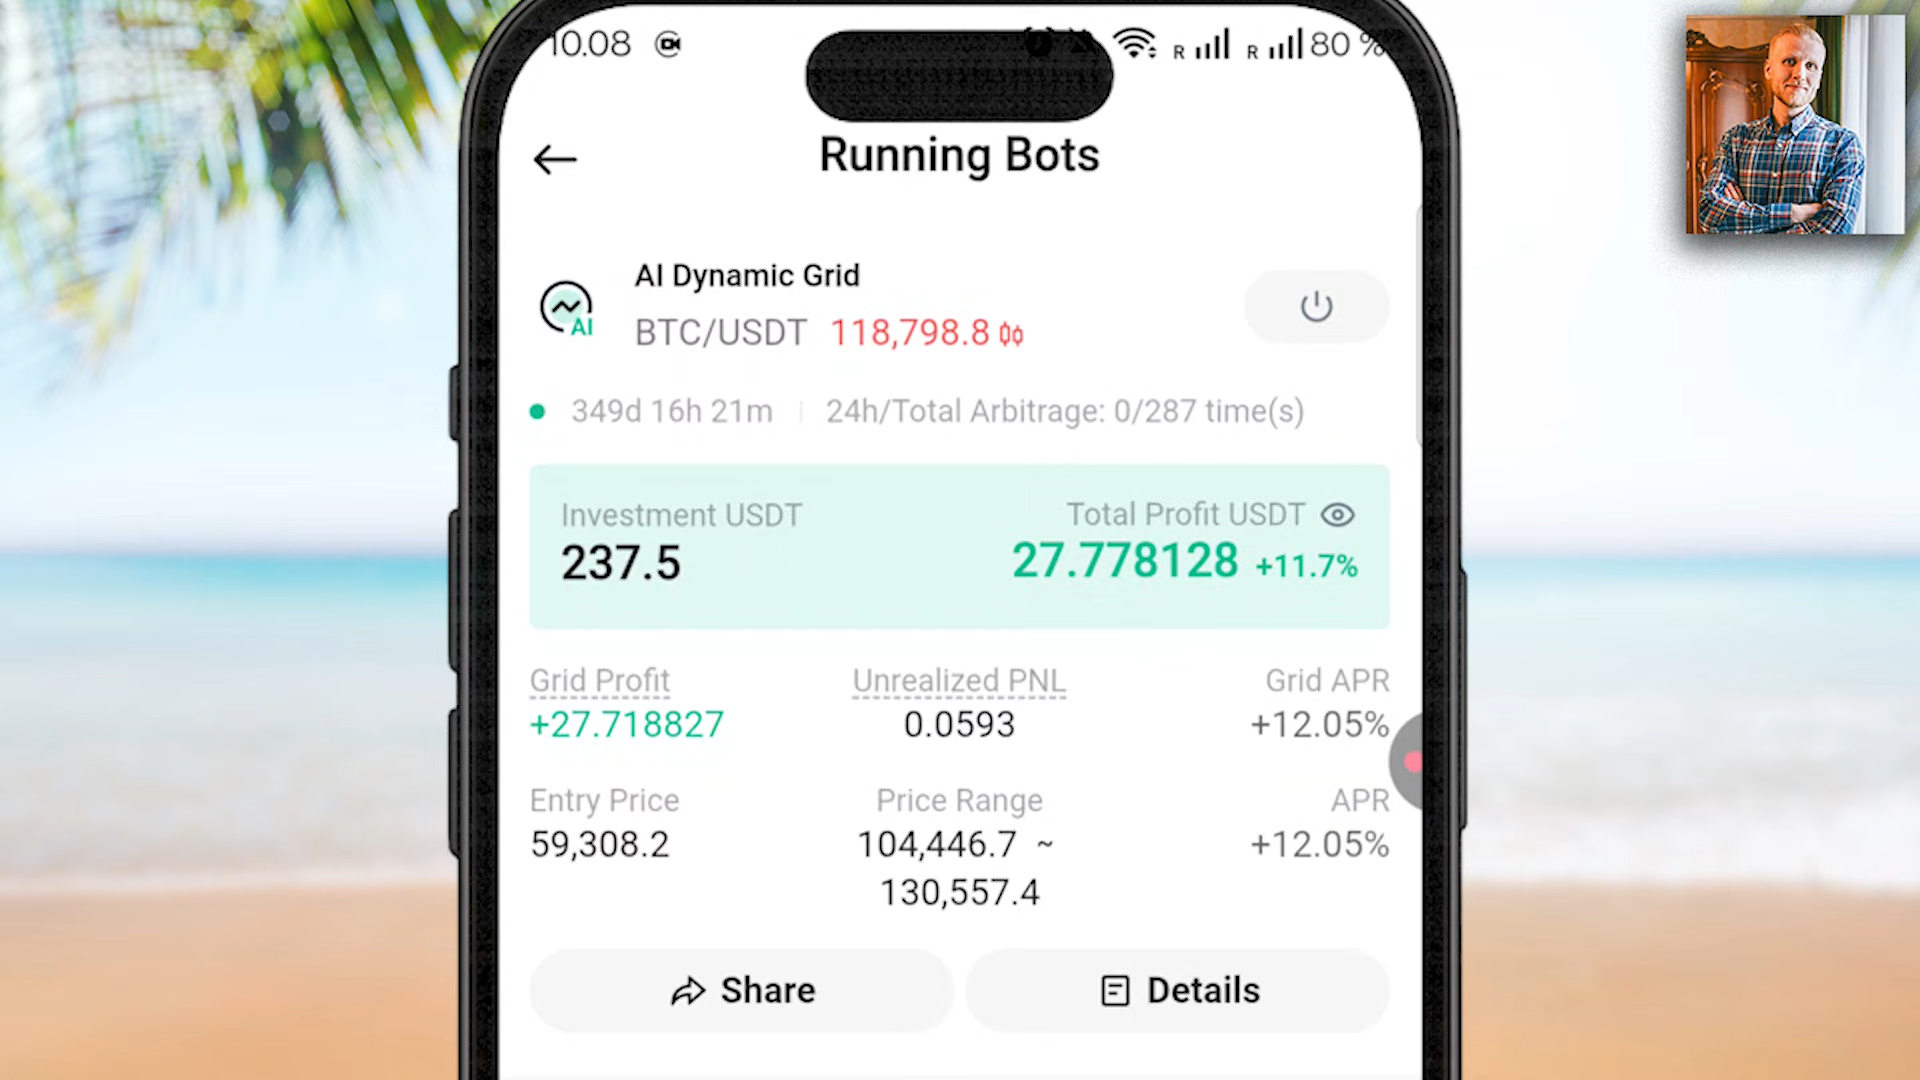 10.08 R R 80 %
Running Bots
AI Dynamic Grid
AI
BTC/USDT 118,798.8
349d 16h 21m 24h/Total Arbitrage: 0/287 time(s)
Investment USDT Total Profit USDT
237.5 27.778128 +11.7%
Grid Profit Unrealized PNL Grid APR
+27.718827 0.0593 +12.05%
Entry Price Price Range APR
59,308.2 104,446.7 ~ +12.05%
130,557.4
Share Details